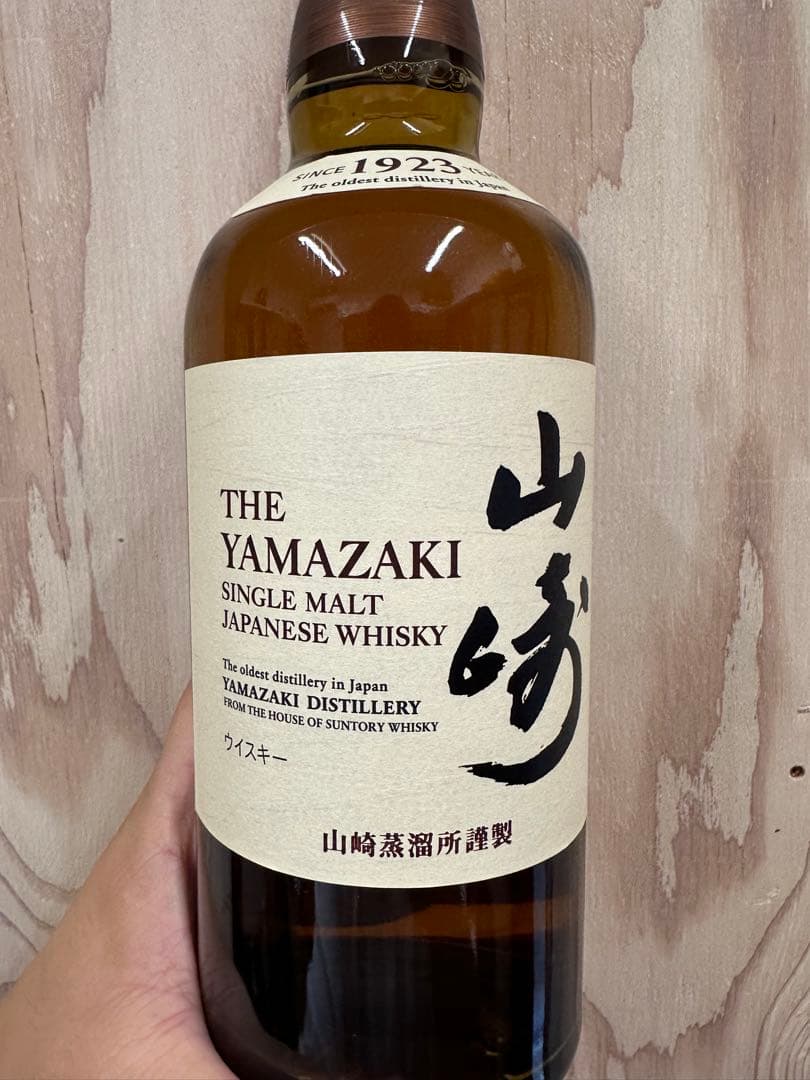 SINCE 1923 YEAR
The oldest distillery in Japan
山崎
THE
YAMAZAKI
SINGLE MALT
JAPANESE WHISKY
The oldest distillery in Japan
YAMAZAKI DISTILLERY
FROM THE HOUSE OF SUNTORY WHISKY
ウイスキー
山崎蒸溜所謹製